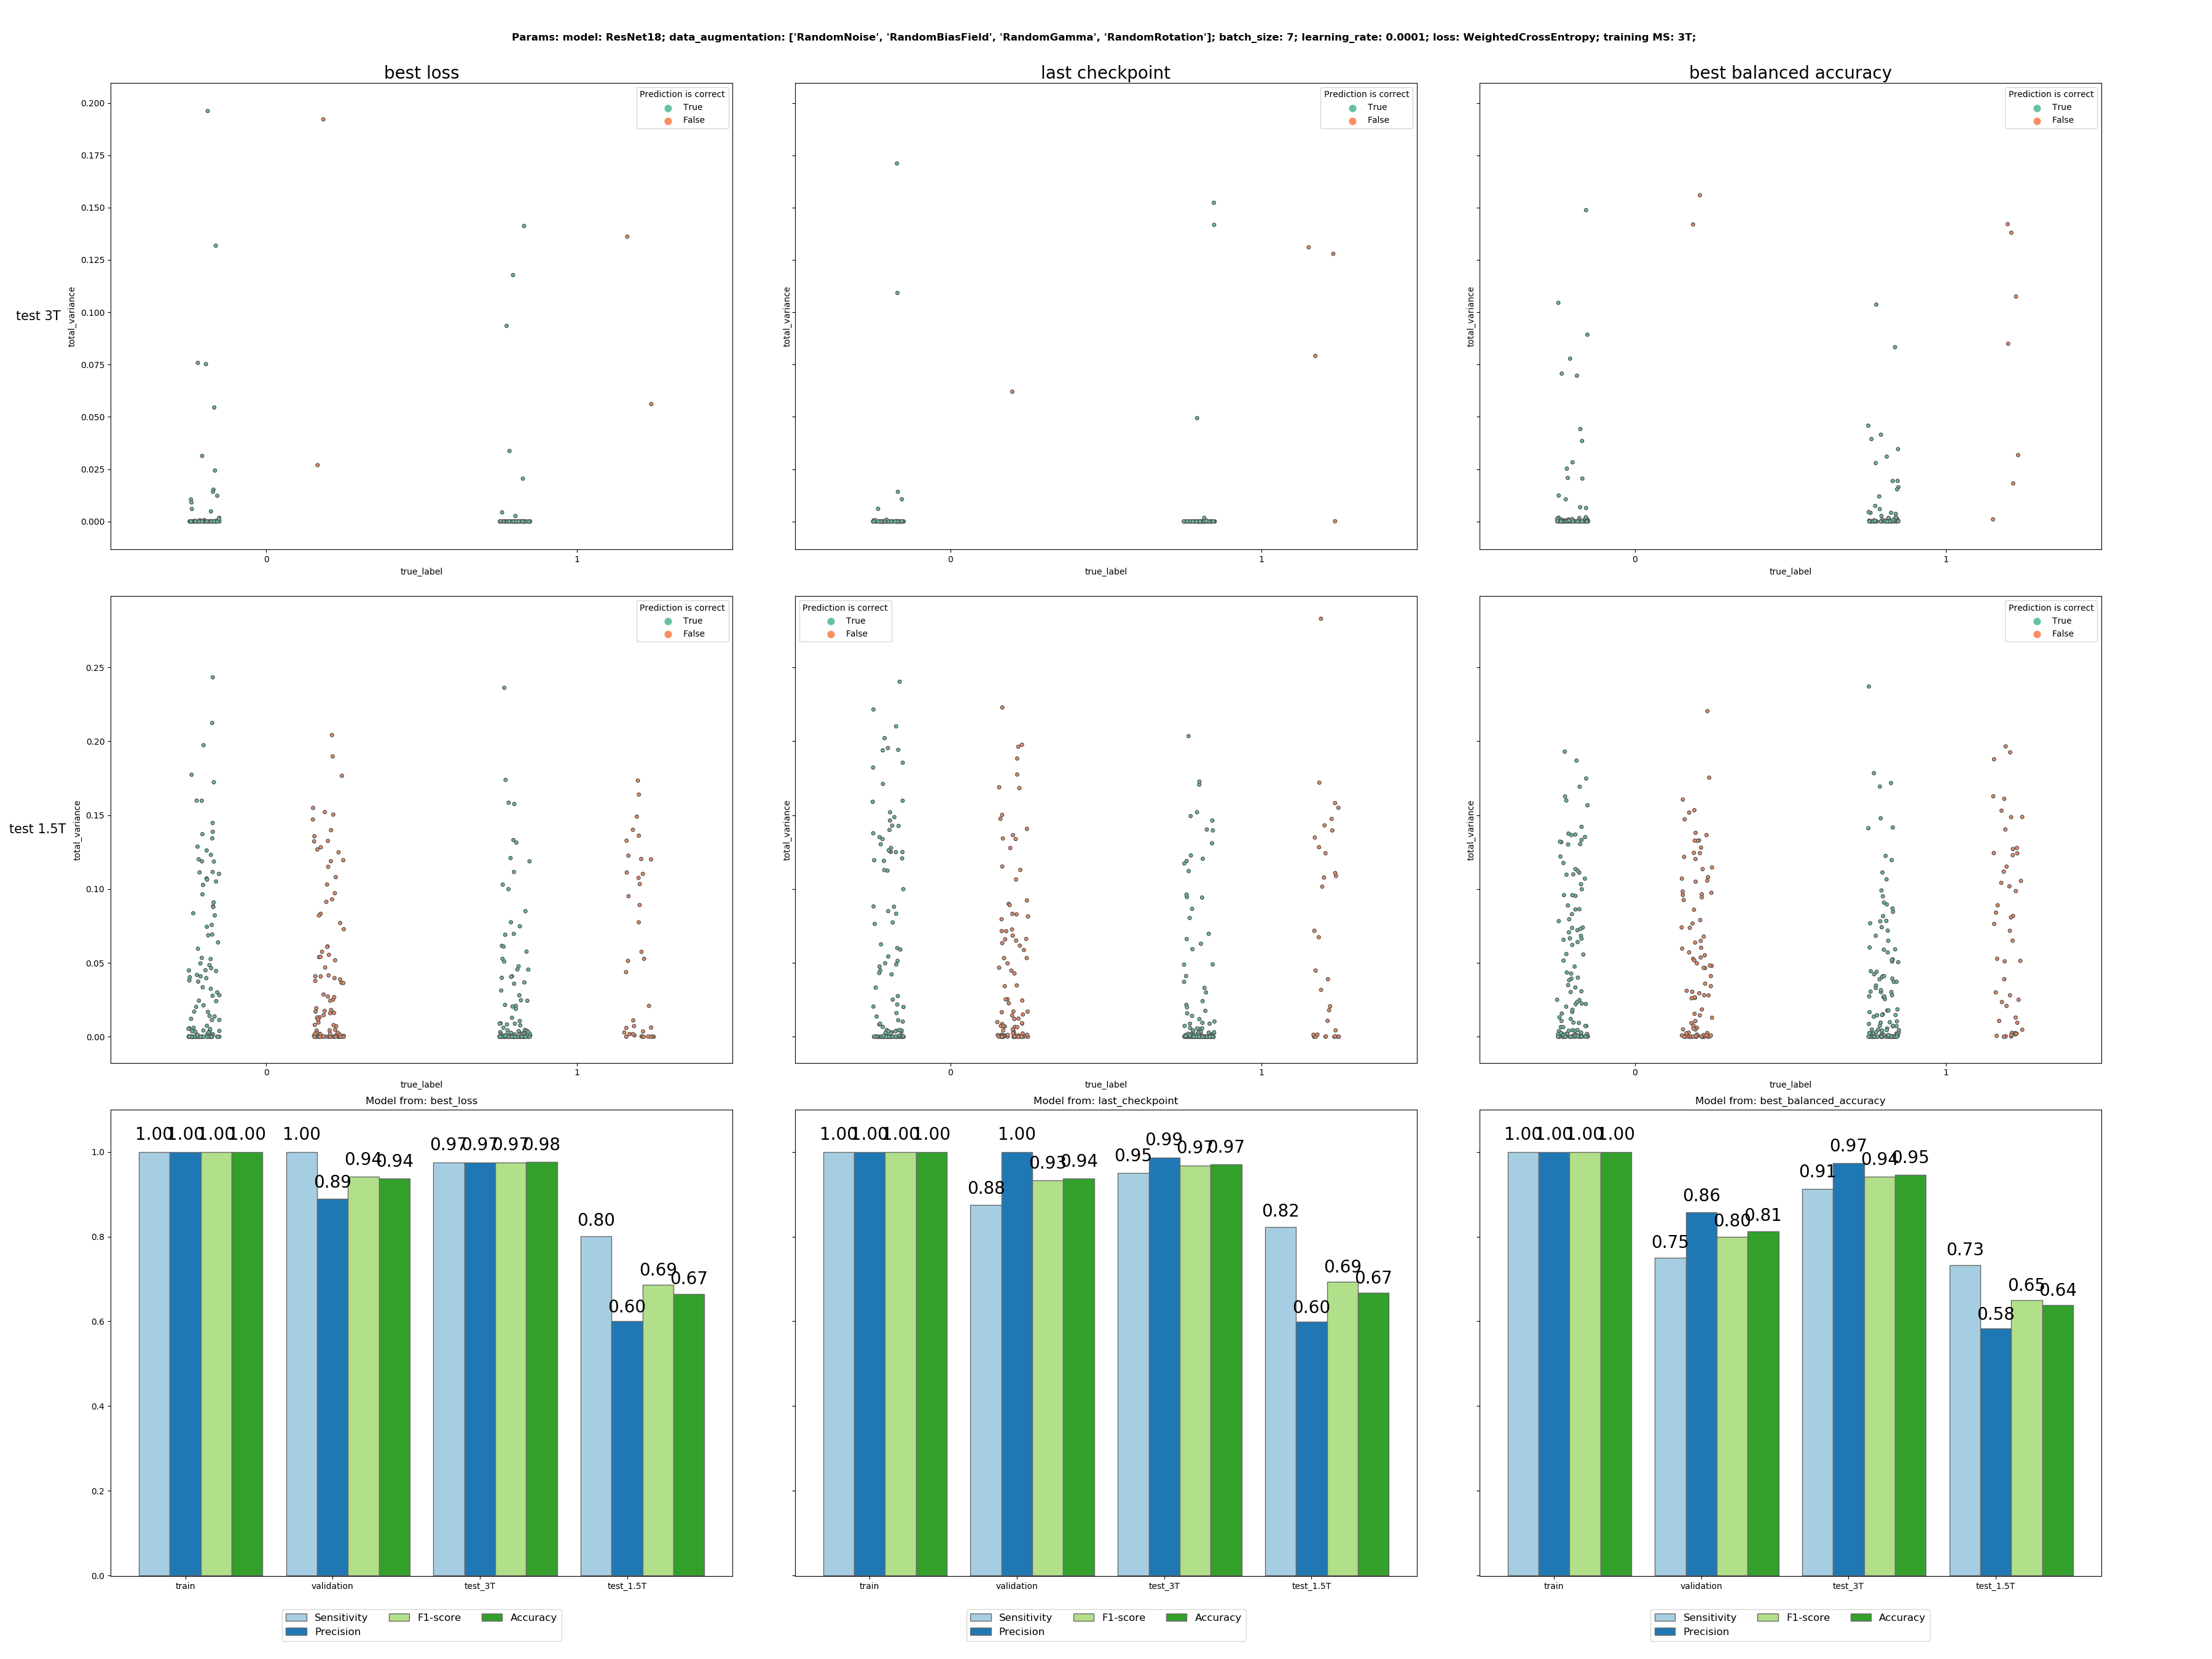 Params: model: ResNet18; data_augmentation: ['RandomNoise', 'RandomBiasField', 'RandomGamma', 'RandomRotation']; batch_size: 7; learning_rate: 0.0001; loss: WeightedCrossEntropy; training MS: 3T;
best loss
last checkpoint
best balanced accuracy
test 3T
total_variance
0.200
0.175
0.150
0.125
0.100
0.075
0.050
0.025
0.000
Prediction is correct
True
False
0
1
true_label
total_variance
Prediction is correct
True
False
0
1
true_label
total_variance
Prediction is correct
True
False
0
1
true_label
test 1.5T
total_variance
0.25
0.20
0.15
0.10
0.05
0.00
Prediction is correct
True
False
0
1
true_label
total_variance
Prediction is correct
True
False
0
1
true_label
total_variance
Prediction is correct
True
False
0
1
true_label
Model from: best_loss
1.0
0.8
0.6
0.4
0.2
0.0
1.00 1.00 1.00 1.00
1.00 0.89 0.94 0.94
0.97 0.97 0.97 0.98
0.80 0.60 0.69 0.67
train
validation
test_3T
test_1.5T
Sensitivity
Precision
F1-score
Accuracy
Model from: last_checkpoint
1.00 1.00 1.00 1.00
0.88 1.00 0.93 0.94
0.95 0.99 0.97 0.97
0.82 0.60 0.69 0.67
train
validation
test_3T
test_1.5T
Sensitivity
Precision
F1-score
Accuracy
Model from: best_balanced_accuracy
1.00 1.00 1.00 1.00
0.75 0.86 0.80 0.81
0.91 0.97 0.94 0.95
0.73 0.58 0.65 0.64
train
validation
test_3T
test_1.5T
Sensitivity
Precision
F1-score
Accuracy